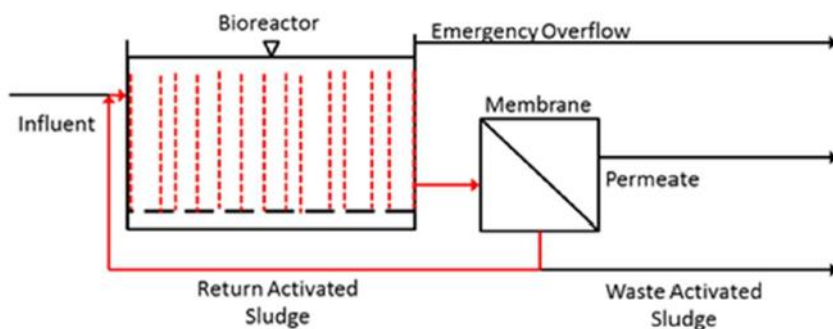 Bioreactor
Emergency Overflow
Influent
Membrane
Permeate
Return Activated
Sludge
Waste Activated
Sludge